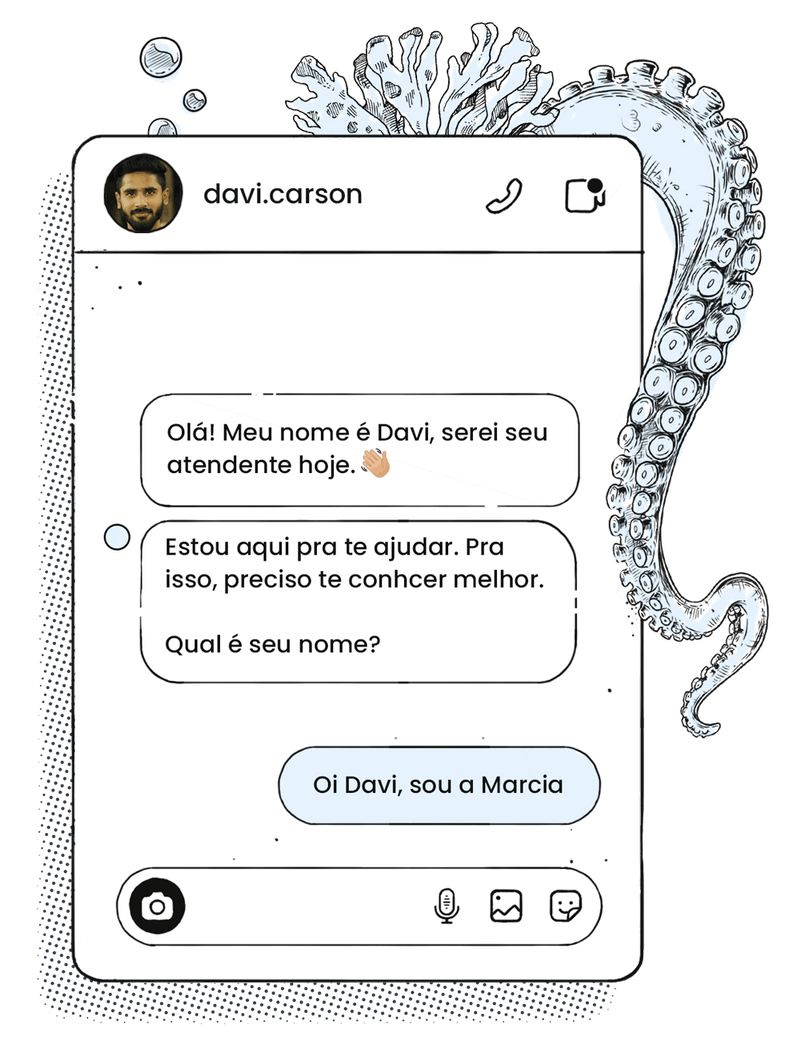 davi.carson
Olá! Meu nome é Davi, serei seu
atendente hoje. 👋🏼
Estou aqui pra te ajudar. Pra
isso, preciso te conhcer melhor.
Qual é seu nome?
Oi Davi, sou a Marcia